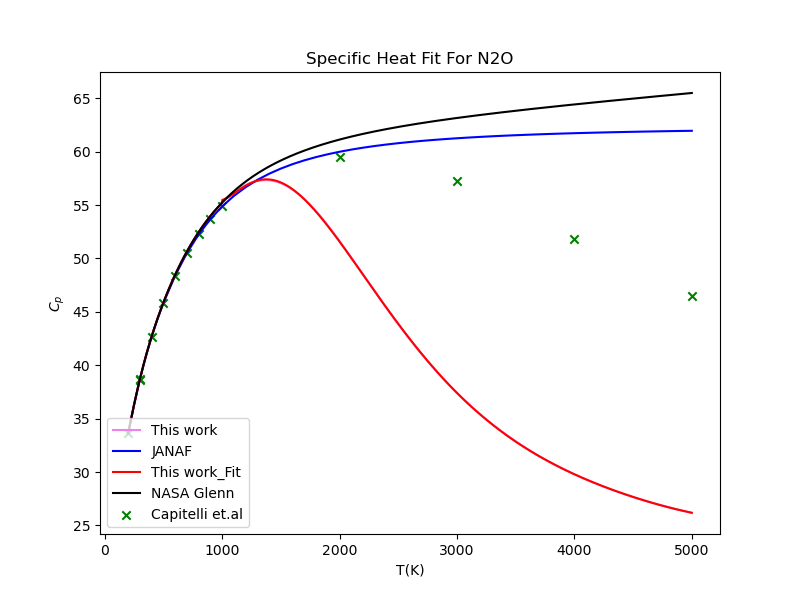 Specific Heat Fit For N2O
65
60
55
50
45
40
35
30
25
C_p
This work
JANAF
This work_Fit
NASA Glenn
Capitelli et.al
0 1000 2000 3000 4000 5000
T(K)